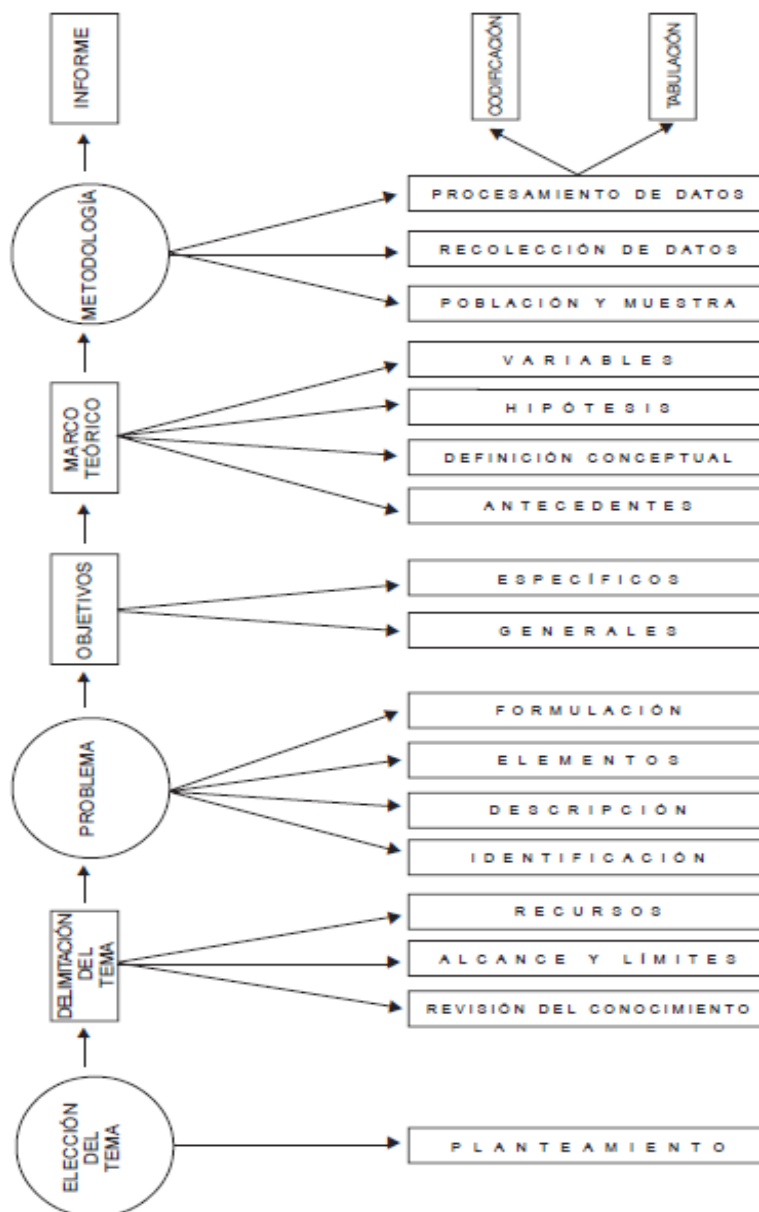 INFORME
CODIFICACIÓN
TABULACIÓN
METODOLOGÍA
PROCESAMIENTO DE DATOS
RECOLECCIÓN DE DATOS
POBLACIÓN Y MUESTRA
MARCO
TEÓRICO
VARIABLES
HIPÓTESIS
DEFINICIÓN CONCEPTUAL
ANTECEDENTES
OBJETIVOS
ESPECÍFICOS
GENERALES
PROBLEMA
FORMULACIÓN
ELEMENTOS
DESCRIPCIÓN
IDENTIFICACIÓN
DELIMITACIÓN
DEL
TEMA
RECURSOS
ALCANCE Y LÍMITES
REVISIÓN DEL CONOCIMIENTO
ELECCIÓN
DEL
TEMA
PLANTEAMIENTO